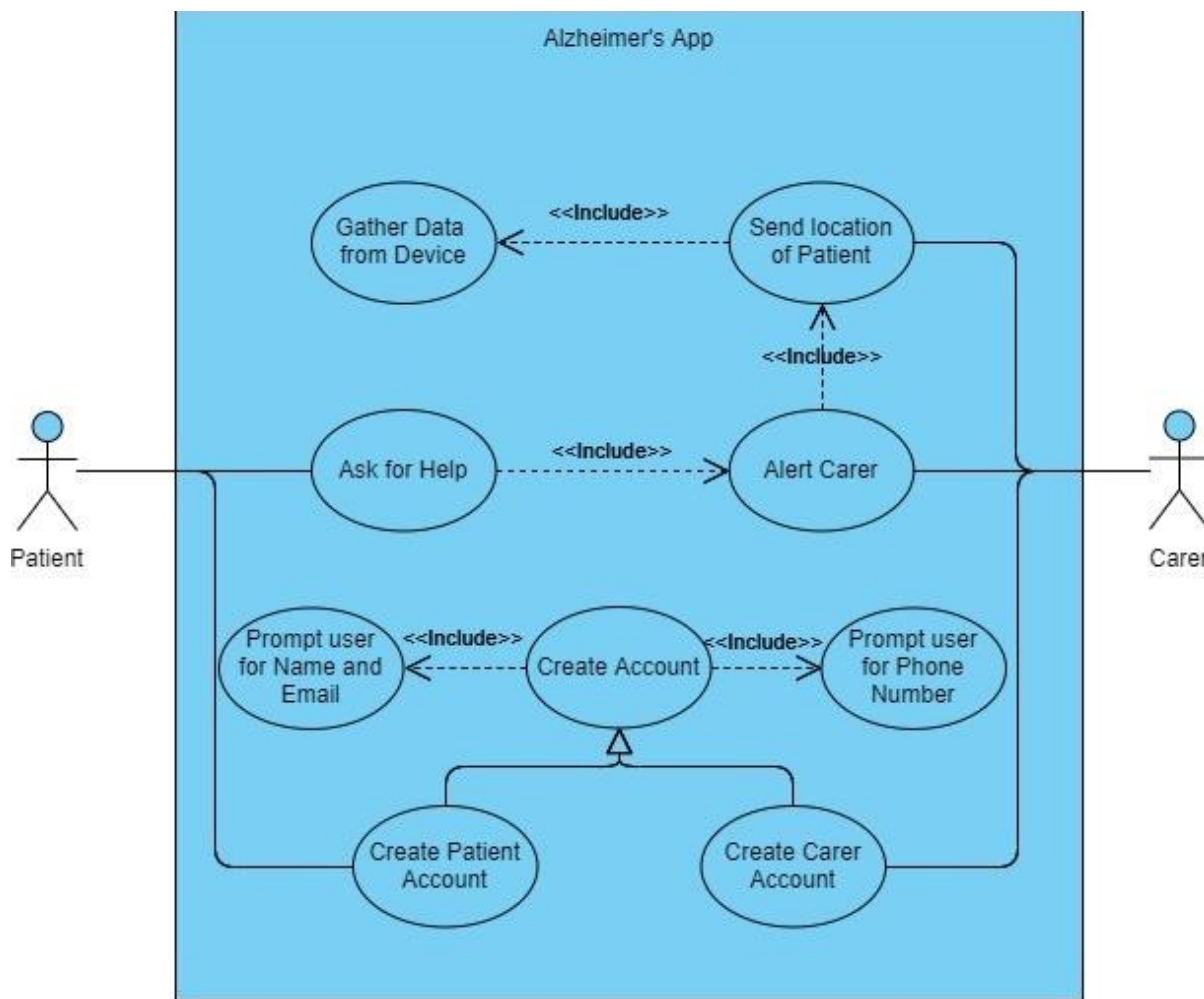 Alzheimer's App
Gather Data
from Device
<<Include>>
Send location
of Patient
<<Include>>
Ask for Help
<<Include>>
Alert Carer
Patient
Carer
Prompt user
for Name and
Email
<<Include>>
Create Account
<<Include>>
Prompt user
for Phone
Number
Create Patient
Account
Create Carer
Account